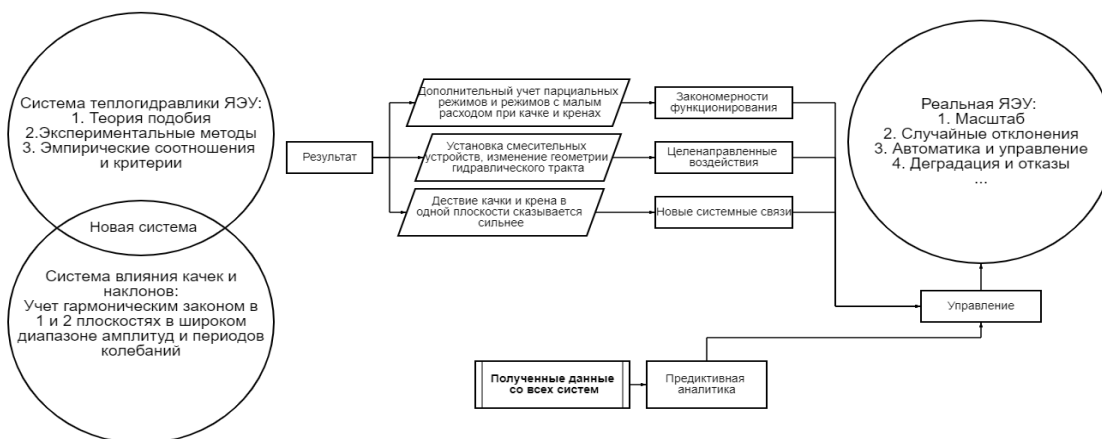 Система теплогидравлики ЯЭУ:
1. Теория подобия
2.Экспериментальные методы
3. Эмпирические соотношения
и критерии
Новая система
Система влияния качек и
наклонов:
Учет гармоническим законом в
1 и 2 плоскостях в широком
диапазоне амплитуд и периодов
колебаний
Результат
Дополнительный учет парциальных
режимов и режимов с малым
расходом при качке и кренах
Закономерности
функционирования
Установка смесительных
устройств, изменение геометрии
гидравлического тракта
Целенаправленные
воздействия
Дествие качки и крена в
одной плоскости сказывается
сильнее
Новые системные связи
Реальная ЯЭУ:
1. Масштаб
2. Случайные отклонения
3. Автоматика и управление
4. Деградация и отказы
...
Управление
Полученные данные
со всех систем
Предиктивная
аналитика